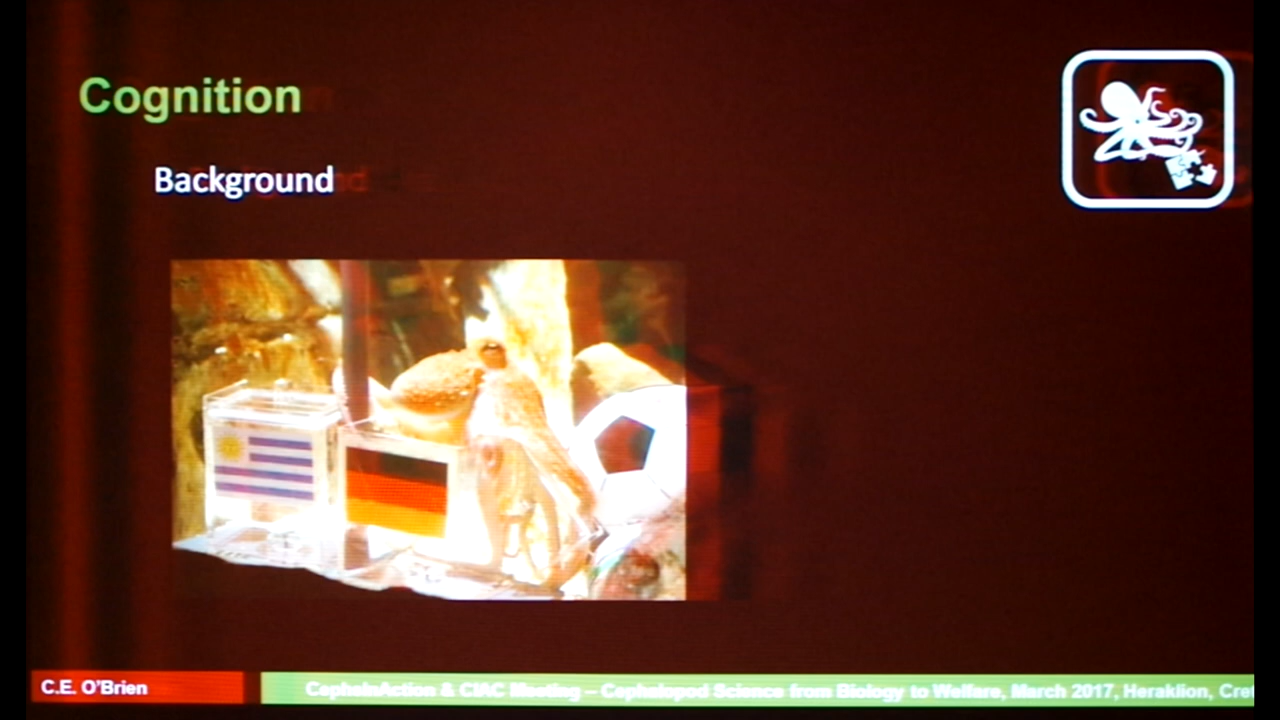 Cognition
Background
C.E. O'Brien
CephsInAction & CIAC Meeting – Cephalopod Science from Biology to Welfare, March 2017, Heraklion, Cret